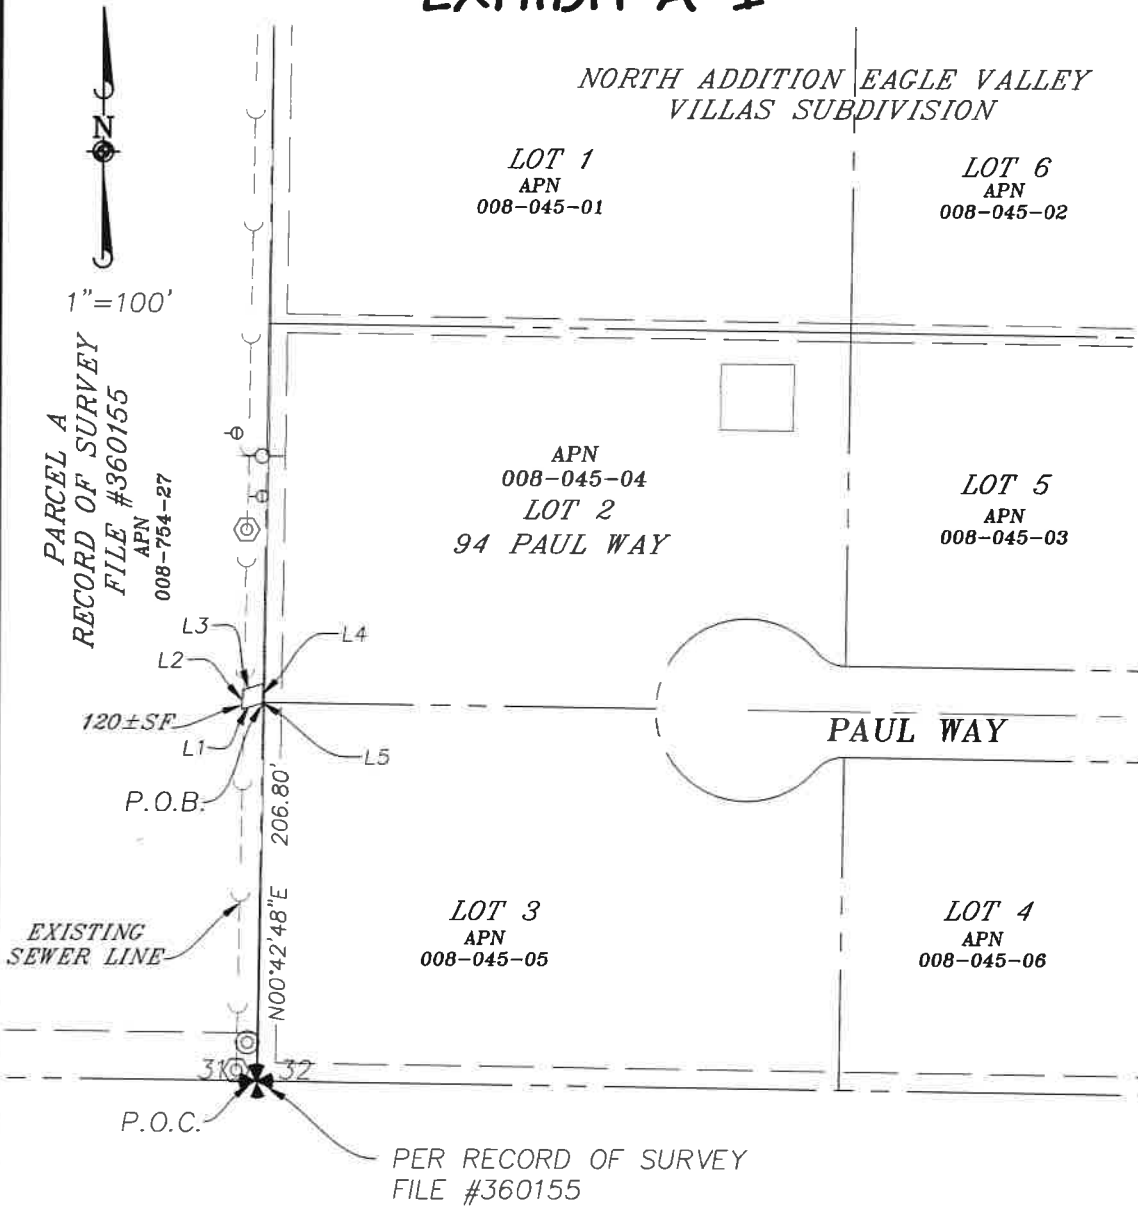 EXHIBIT A-1
NORTH ADDITION EAGLE VALLEY
VILLAS SUBDIVISION
N
1"=100'
LOT 1
APN
008-045-01
LOT 6
APN
008-045-02
PARCEL A
RECORD OF SURVEY
FILE #360155
APN
008-754-27
APN
008-045-04
LOT 2
94 PAUL WAY
LOT 5
APN
008-045-03
L3
L4
L2
120±SF
L1
L5
P.O.B.
PAUL WAY
206.80'
N00°42'48"E
EXISTING
SEWER LINE
LOT 3
APN
008-045-05
LOT 4
APN
008-045-06
31
32
P.O.C.
PER RECORD OF SURVEY
FILE #360155